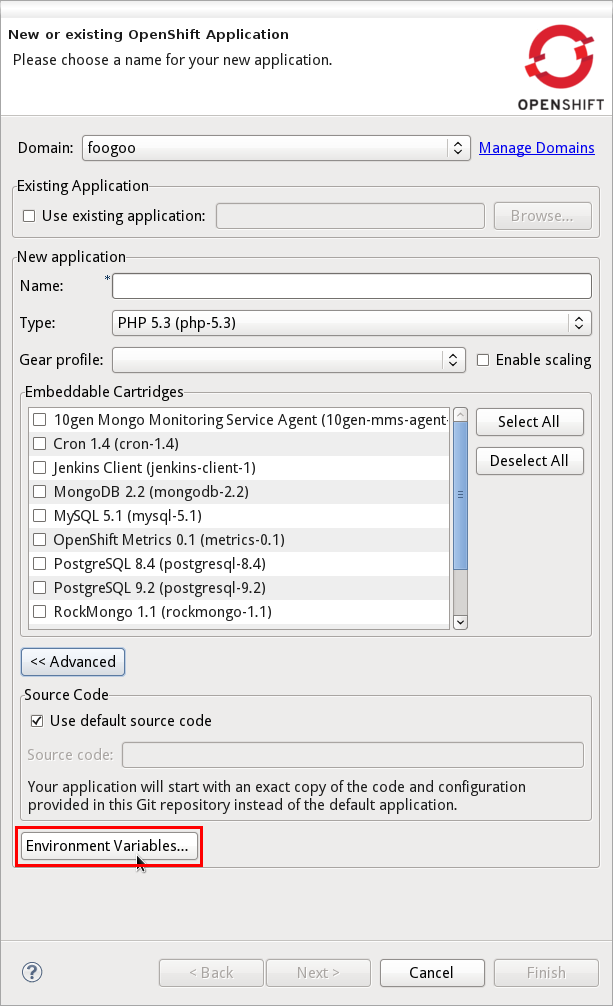 New or existing OpenShift Application
Please choose a name for your new application.
OPENSHIFT
Domain: foogoo Manage Domains
Existing Application
Use existing application: Browse...
New application
Name: *
Type: PHP 5.3 (php-5.3)
Gear profile: Enable scaling
Embeddable Cartridges
10gen Mongo Monitoring Service Agent (10gen-mms-agent-
Select All
Cron 1.4 (cron-1.4)
Deselect All
Jenkins Client (jenkins-client-1)
MongoDB 2.2 (mongodb-2.2)
MySQL 5.1 (mysql-5.1)
OpenShift Metrics 0.1 (metrics-0.1)
PostgreSQL 8.4 (postgresql-8.4)
PostgreSQL 9.2 (postgresql-9.2)
RockMongo 1.1 (rockmongo-1.1)
<< Advanced
Source Code
Use default source code
Source code:
Your application will start with an exact copy of the code and configuration
provided in this Git repository instead of the default application.
Environment Variables...
? < Back Next > Cancel Finish